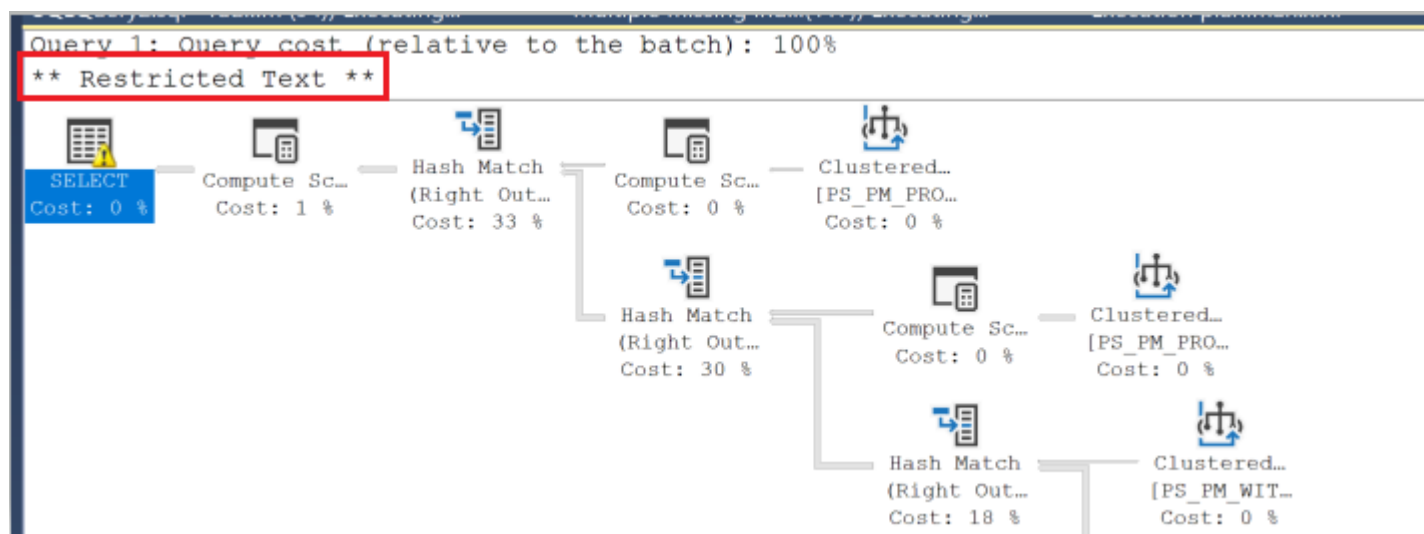 Query 1: Query cost (relative to the batch): 100%
** Restricted Text **
SELECT
Cost: 0 %
Compute Sc…
Cost: 1 %
Hash Match
(Right Out…
Cost: 33 %
Compute Sc…
Cost: 0 %
Clustered…
[PS_PM_PRO…
Cost: 0 %
Hash Match
(Right Out…
Cost: 30 %
Compute Sc…
Cost: 0 %
Clustered…
[PS_PM_PRO…
Cost: 0 %
Hash Match
(Right Out…
Cost: 18 %
Clustered…
[PS_PM_WIT…
Cost: 0 %